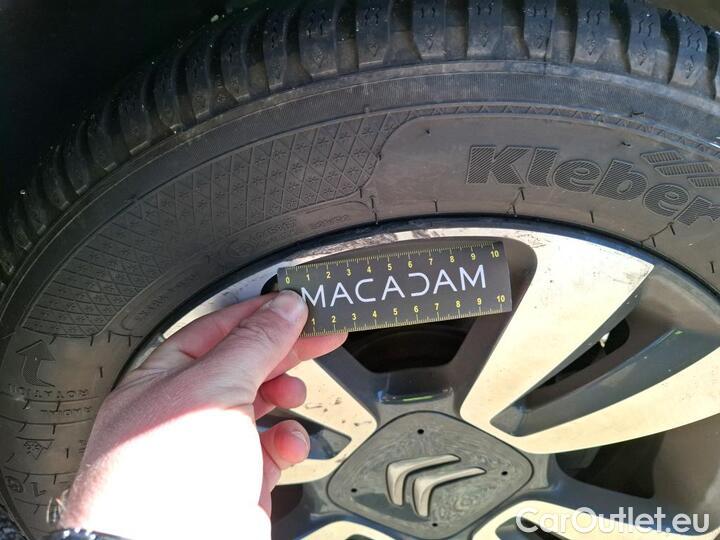 Kleber
0 1 2 3 4 5 6 7 8 9 10
MACADAM
1 2 3 4 5 6 7 8 9 10
ROTATION
CarOutlet.eu